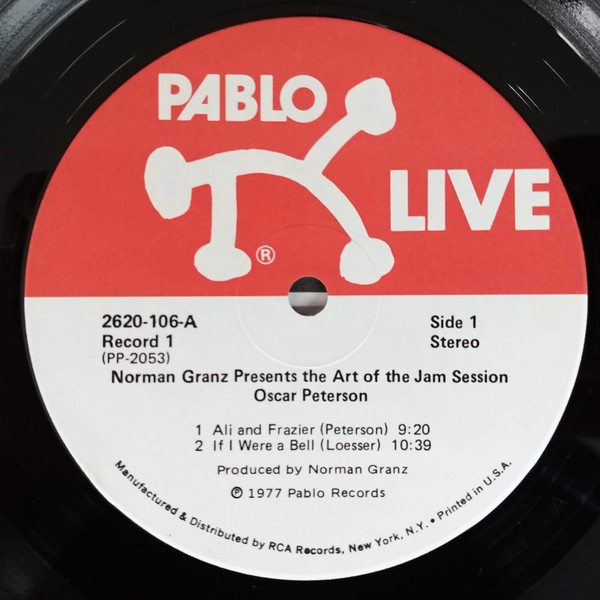 PABLO
LIVE
®
2620-106-A
Record 1
(PP-2053)
Side 1
Stereo
Norman Granz Presents the Art of the Jam Session
Oscar Peterson
1 Ali and Frazier (Peterson) 9:20
2 If I Were a Bell (Loesser) 10:39
Produced by Norman Granz
℗ 1977 Pablo Records
Manufactured & Distributed by RCA Records, New York, N.Y. • Printed in U.S.A.